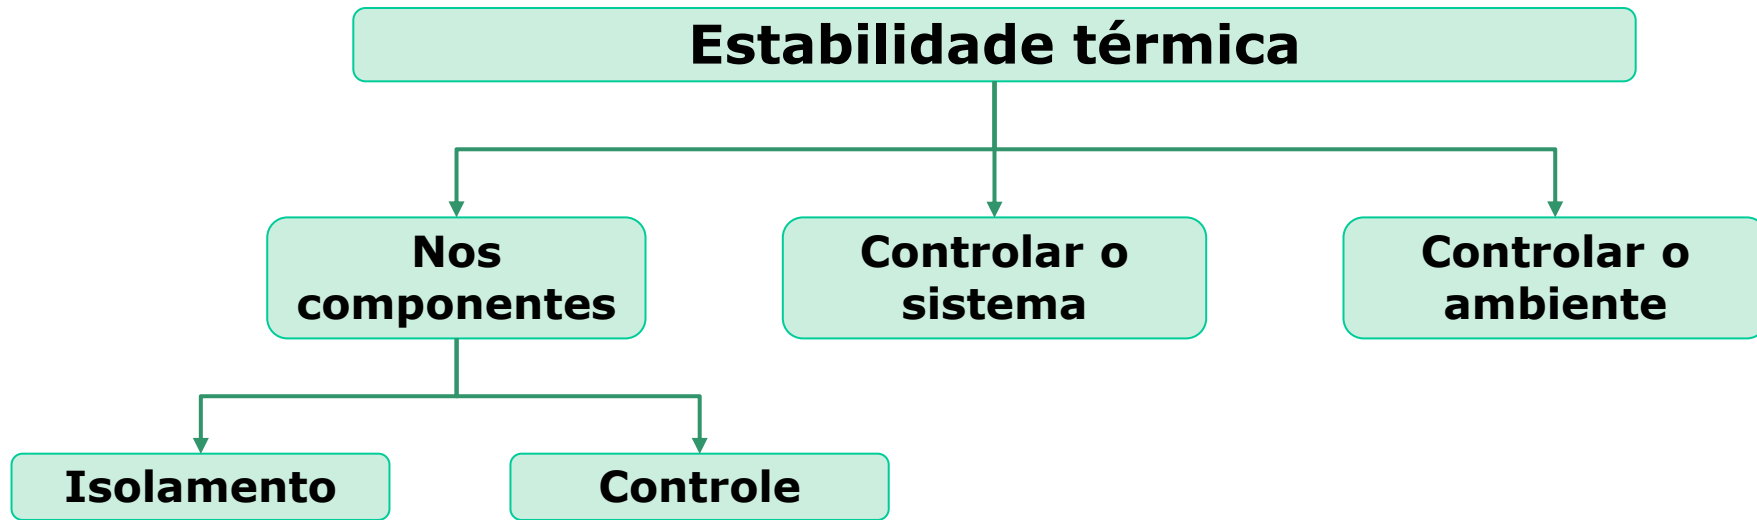 Estabilidade térmica
Nos
componentes
Controlar o
sistema
Controlar o
ambiente
Isolamento
Controle